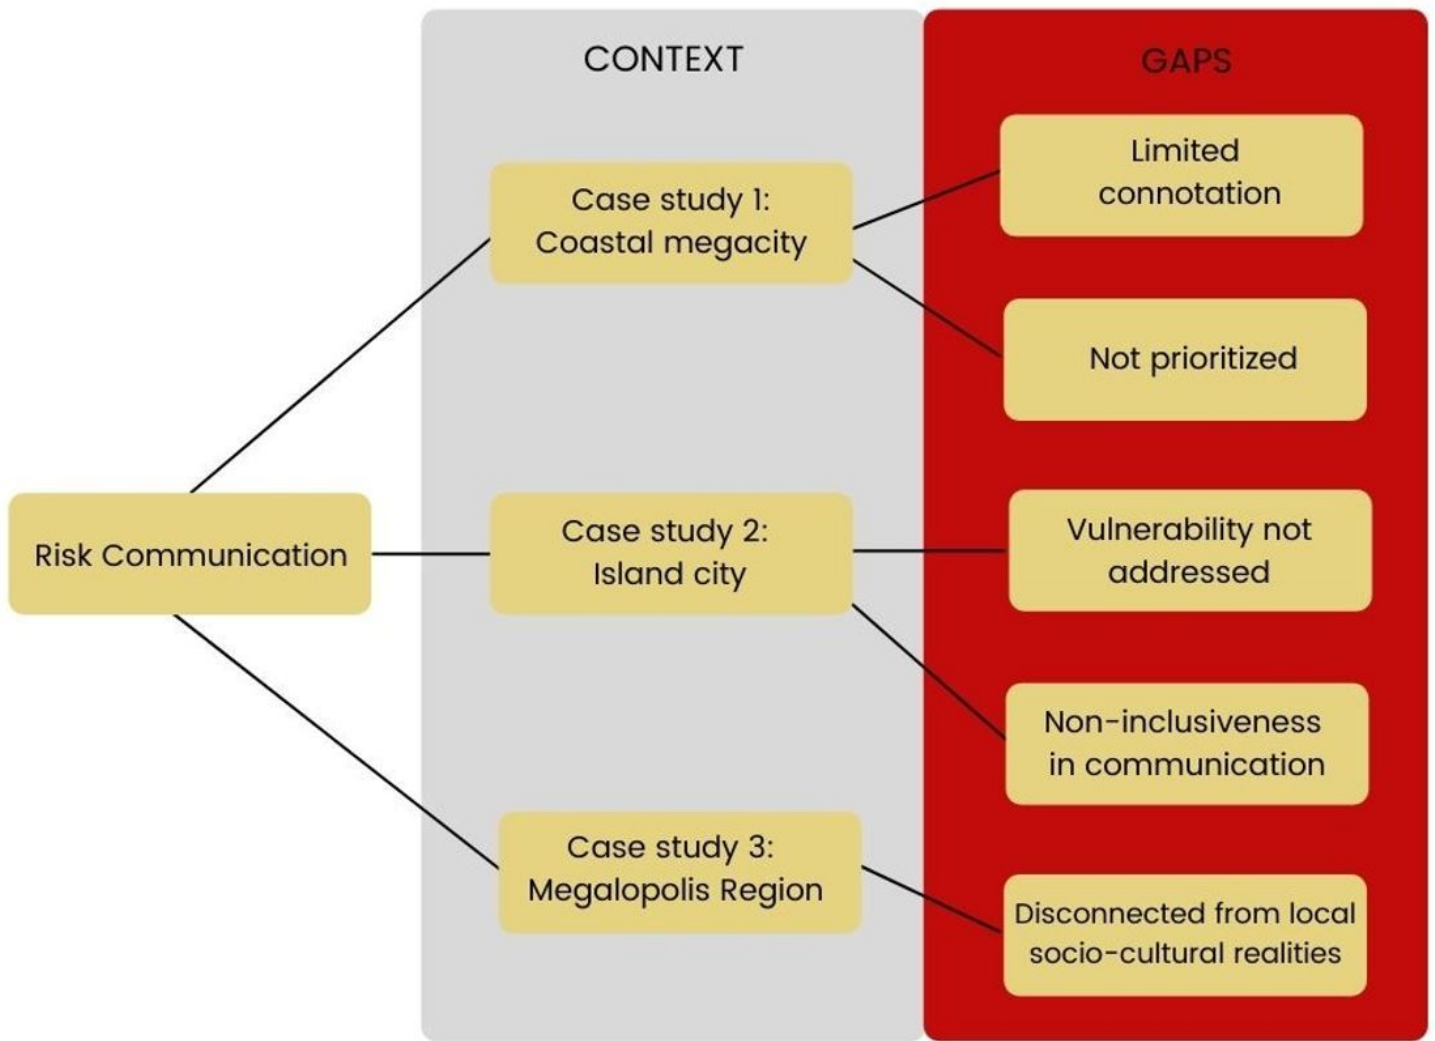 CONTEXT
GAPS
Risk Communication
Case study 1:
Coastal megacity
Limited
connotation
Not prioritized
Case study 2:
Island city
Vulnerability not
addressed
Non-inclusiveness
in communication
Case study 3:
Megalopolis Region
Disconnected from local
socio-cultural realities